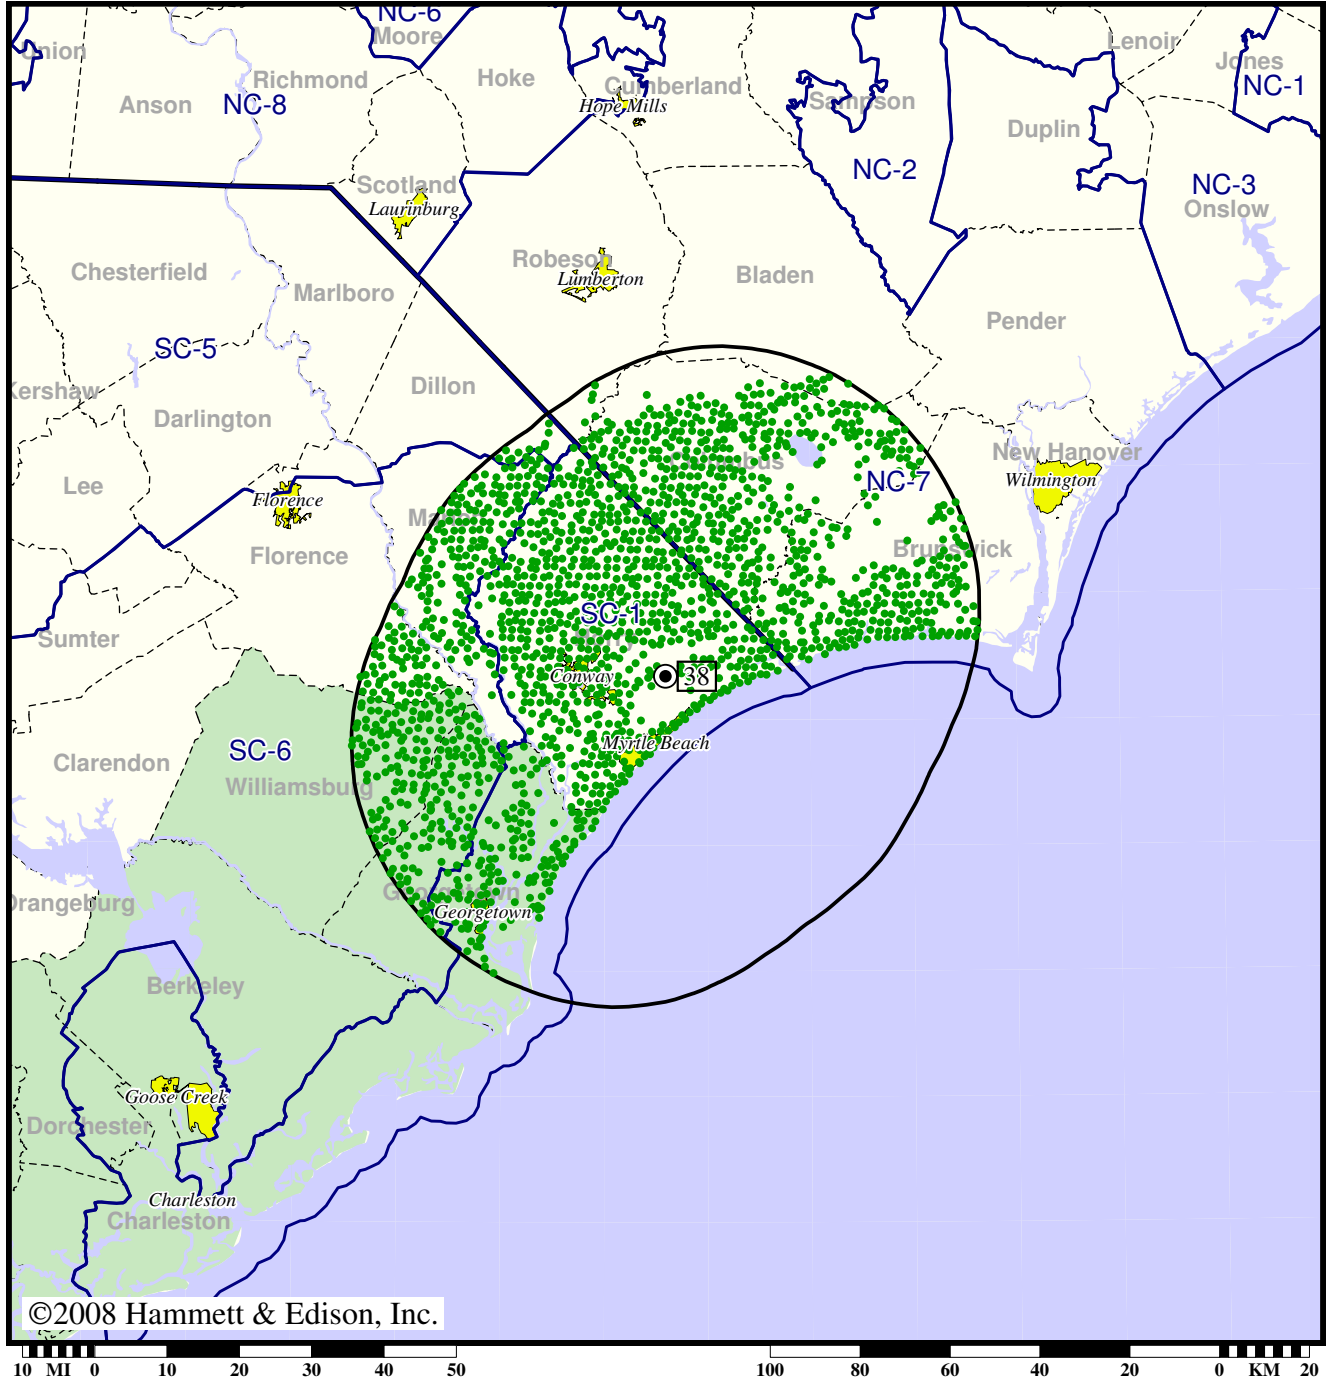 NC-6
Moore
Union
Lenoir
Jones
Richmond
Hoke
Cumberland
NC-1
Anson
NC-8
Hope Mills
Sampson
Duplin
NC-2
Scotland
NC-3
Laurinburg
Onslow
Chesterfield
Robeson
Lumberton
Bladen
Marlboro
Pender
SC-5
Kershaw
Dillon
Darlington
New Hanover
Columbus
NC-7
Wilmington
Lee
Florence
Marion
Florence
Brunswick
SC-1
Sumter
Horry
Conway
38
SC-6
Myrtle Beach
Clarendon
Williamsburg
Georgetown
Orangeburg
Georgetown
Berkeley
Goose Creek
Dorchester
Charleston
Charleston
©2008 Hammett & Edison, Inc.
10 MI 0 10 20 30 40 50 100 80 60 40 20 0 KM 20